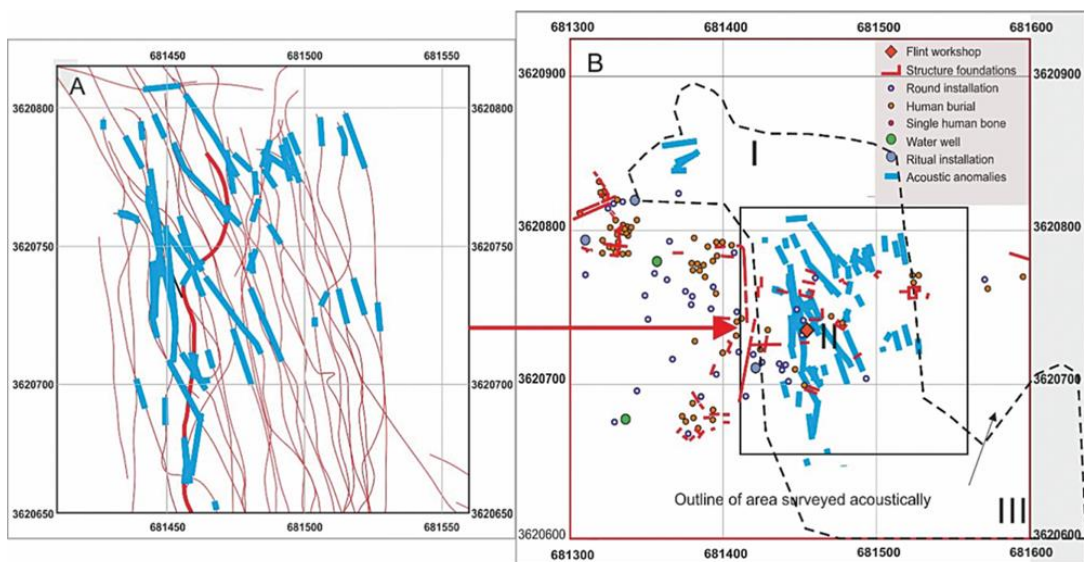 681450 681500 681550
A
3620800 3620800
3620750 3620750
3620700 3620700
3620650 3620650
681450 681500 681550
681300 681400 681500 681600
B
Flint workshop
Structure foundations
Round installation
Human burial
Single human bone
Water well
Ritual installation
Acoustic anomalies
3620900 3620900
I
3620800 3620800
II
3620700 3620700
Outline of area surveyed acoustically
III
3620600 3620600
681300 681400 681500 681600